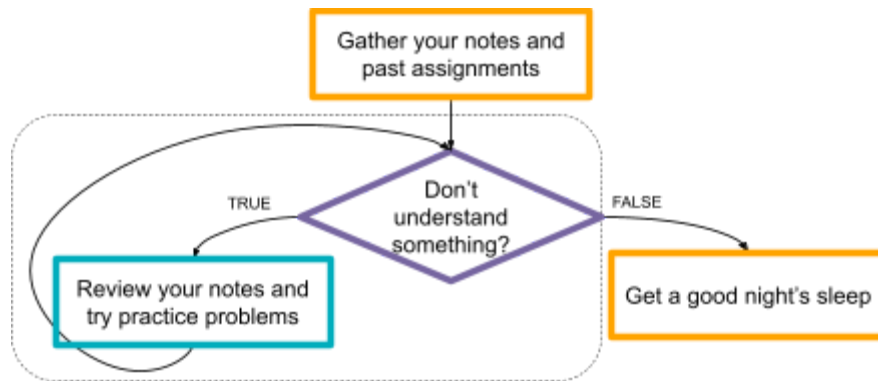 Gather your notes and
past assignments
Don't
understand
something?
TRUE
FALSE
Review your notes and
try practice problems
Get a good night's sleep